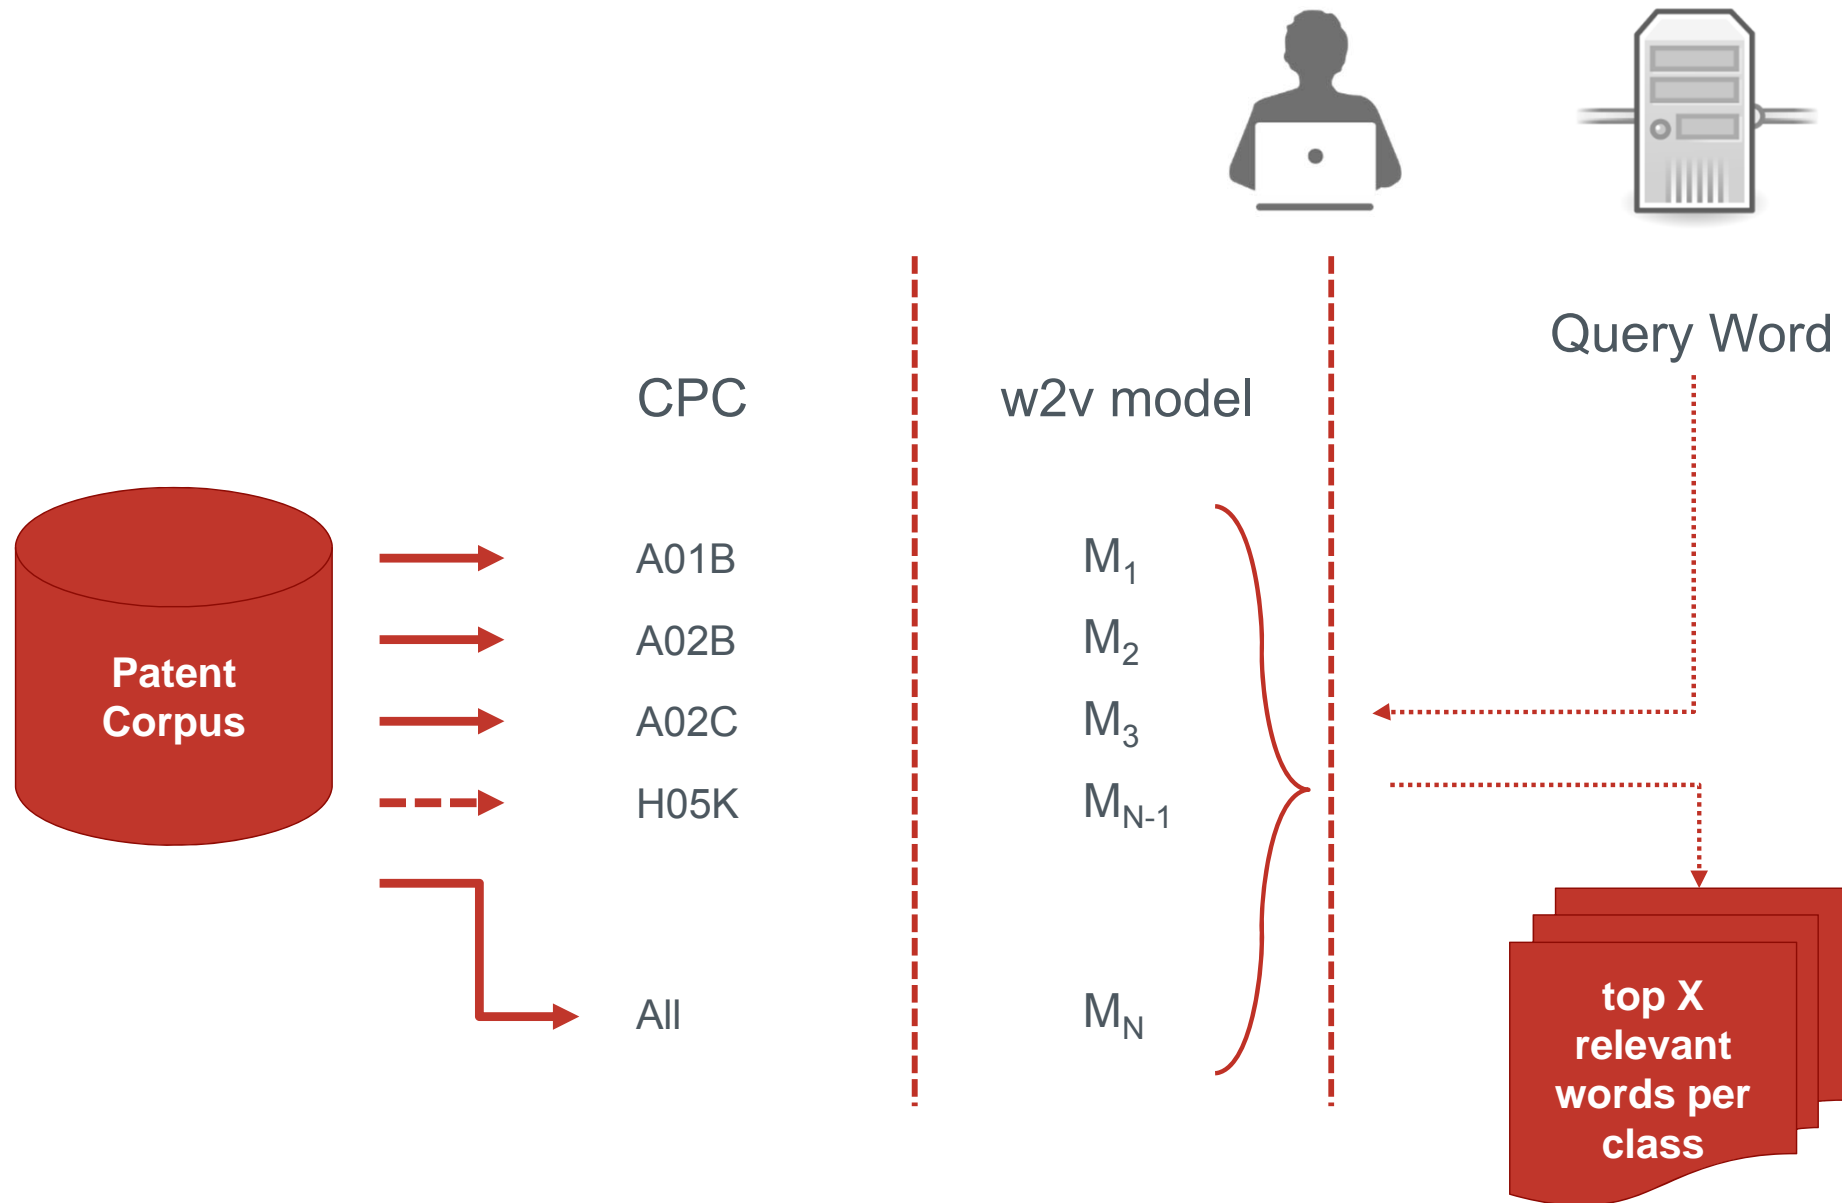 Query Word
CPC
w2v model
Patent
Corpus
A01B
M1
A02B
M2
A02C
M3
H05K
MN-1
All
MN
top X
relevant
words per
class